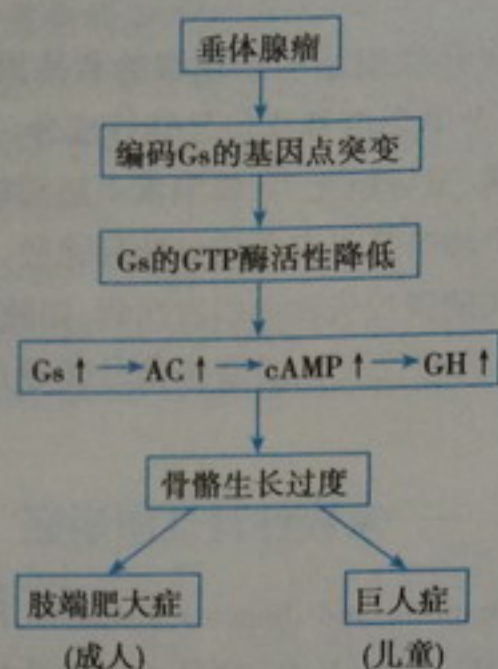 垂体腺瘤
编码Gs的基因点突变
Gs的GTP酶活性降低
Gs↑→AC↑→cAMP↑→GH↑
骨骼生长过度
肢端肥大症 巨人症
(成人) (儿童)